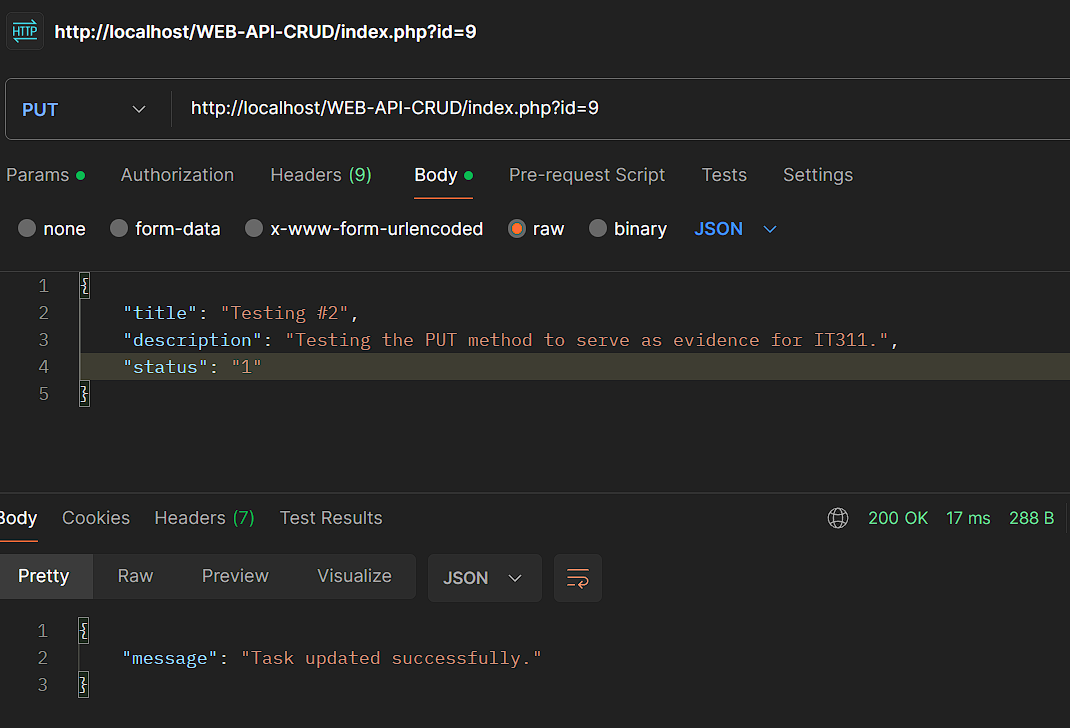 HTTP http://localhost/WEB-API-CRUD/index.php?id=9
PUT http://localhost/WEB-API-CRUD/index.php?id=9
Params Authorization Headers (9) Body Pre-request Script Tests Settings
none form-data x-www-form-urlencoded raw binary JSON
1 {
2 "title": "Testing #2",
3 "description": "Testing the PUT method to serve as evidence for IT311.",
4 "status": "1"
5 }
Body Cookies Headers (7) Test Results 200 OK 17 ms 288 B
Pretty Raw Preview Visualize JSON
1 {
2 "message": "Task updated successfully."
3 }